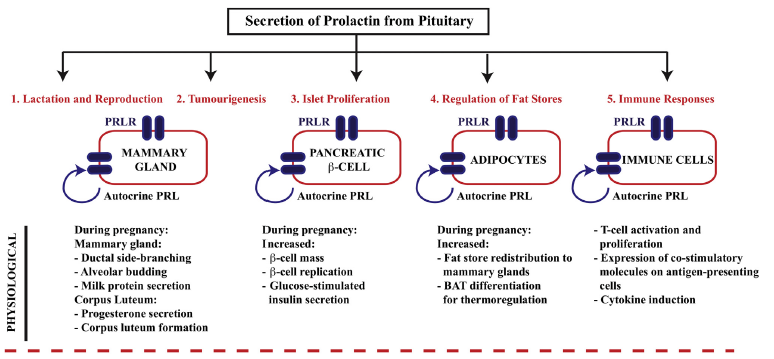 Secretion of Prolactin from Pituitary
1. Lactation and Reproduction
2. Tumourigenesis
3. Islet Proliferation
4. Regulation of Fat Stores
5. Immune Responses
PRLR
MAMMARY
GLAND
Autocrine PRL
PRLR
PANCREATIC
β-CELL
Autocrine PRL
PRLR
ADIPOCYTES
Autocrine PRL
PRLR
IMMUNE CELLS
Autocrine PRL
PHYSIOLOGICAL
During pregnancy:
Mammary gland:
- Ductal side-branching
- Alveolar budding
- Milk protein secretion
Corpus Luteum:
- Progesterone secretion
- Corpus luteum formation
During pregnancy:
Increased:
- β-cell mass
- β-cell replication
- Glucose-stimulated
insulin secretion
During pregnancy:
Increased:
- Fat store redistribution to
mammary glands
- BAT differentiation
for thermoregulation
- T-cell activation and
proliferation
- Expression of co-stimulatory
molecules on antigen-presenting
cells
- Cytokine induction